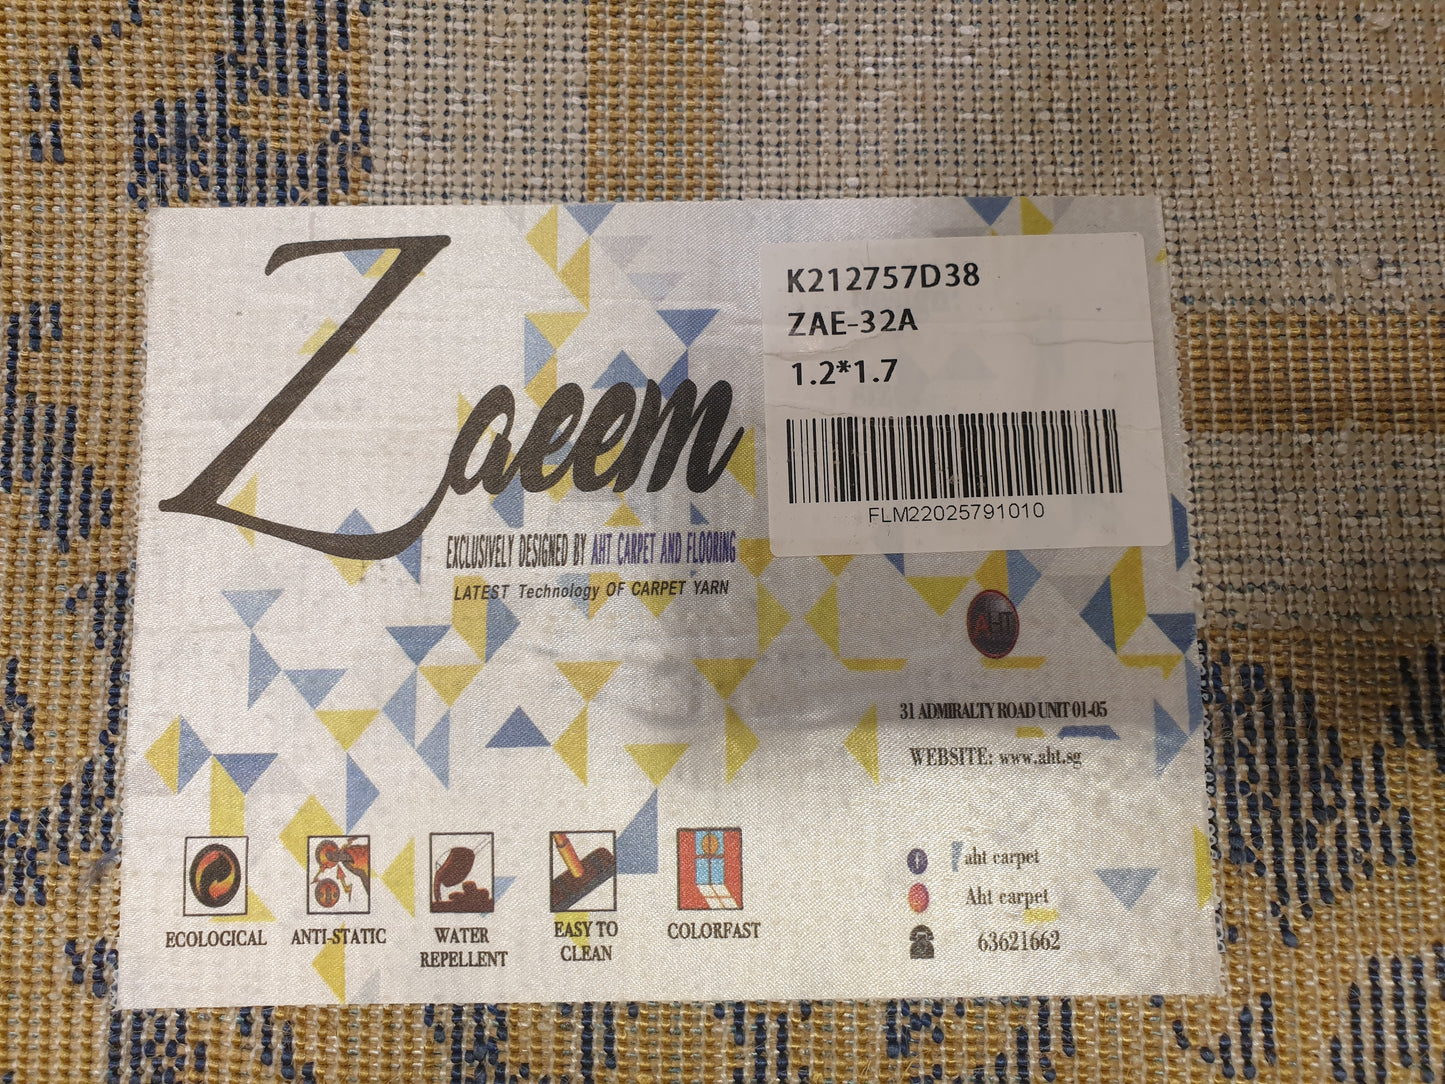 Zaeem
EXCLUSIVELY DESIGNED BY AHT CARPET AND FLOORING
LATEST Technology OF CARPET YARN
K212757D38
ZAE-32A
1.2*1.7
FLM22025791010
AHT
31 ADMIRALTY ROAD UNIT 01-05
WEBSITE: www.aht.sg
ECOLOGICAL
ANTI-STATIC
WATER
REPELLENT
EASY TO
CLEAN
COLORFAST
aht carpet
Aht carpet
63621662